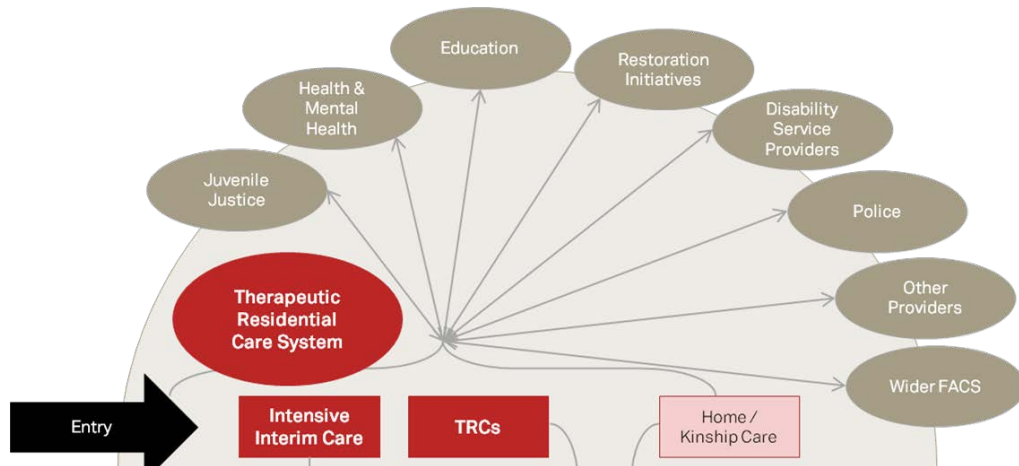 Education
Restoration
Initiatives
Health &
Mental
Health
Disability
Service
Providers
Juvenile
Justice
Police
Therapeutic
Residential
Care System
Other
Providers
Wider FACS
Entry
Intensive
Interim Care
TRCs
Home /
Kinship Care